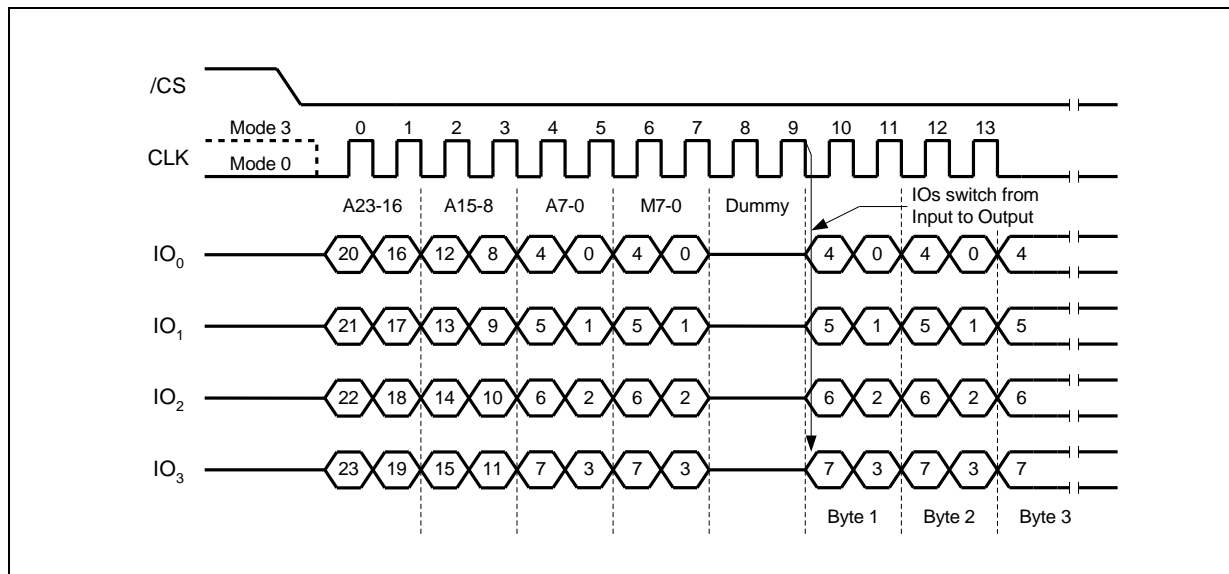 /CS
Mode 3 0 1 2 3 4 5 6 7 8 9 10 11 12 13
CLK
Mode 0
A23-16 A15-8 A7-0 M7-0 Dummy
IOs switch from
Input to Output
IO0 20 16 12 8 4 0 4 0 4 0 4 0 4
IO1 21 17 13 9 5 1 5 1 5 1 5 1 5
IO2 22 18 14 10 6 2 6 2 6 2 6 2 6
IO3 23 19 15 11 7 3 7 3 7 3 7 3 7
Byte 1 Byte 2 Byte 3